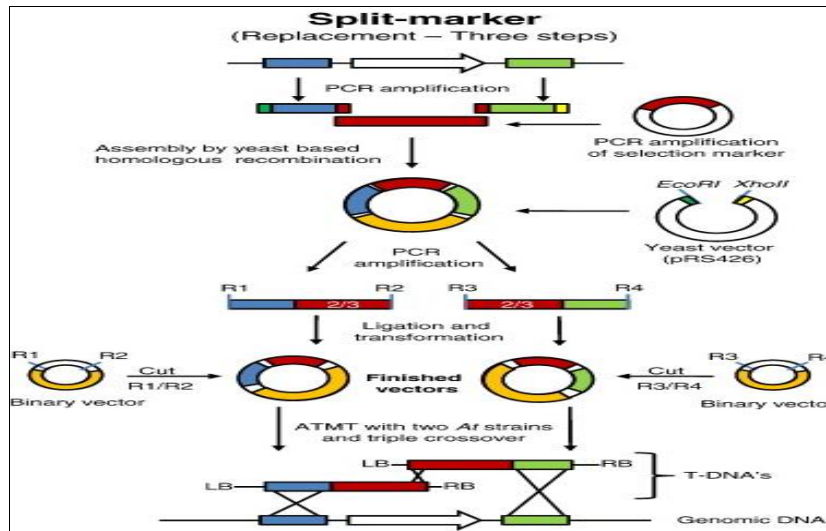 Split-marker
(Replacement – Three steps)
PCR amplification
PCR amplification
of selection marker
Assembly by yeast based
homologous recombination
EcoRI XhoII
Yeast vector
(pRS426)
PCR
amplification
R1 R2 R3 R4
2/3 2/3
Ligation and
transformation
R1 R2 R3 R4
Cut Cut
R1/R2 Finished R3/R4
Binary vector vectors Binary vecto
ATMT with two At strains
and triple crossover
LB RB
T-DNA's
LB RB
Genomic DNA